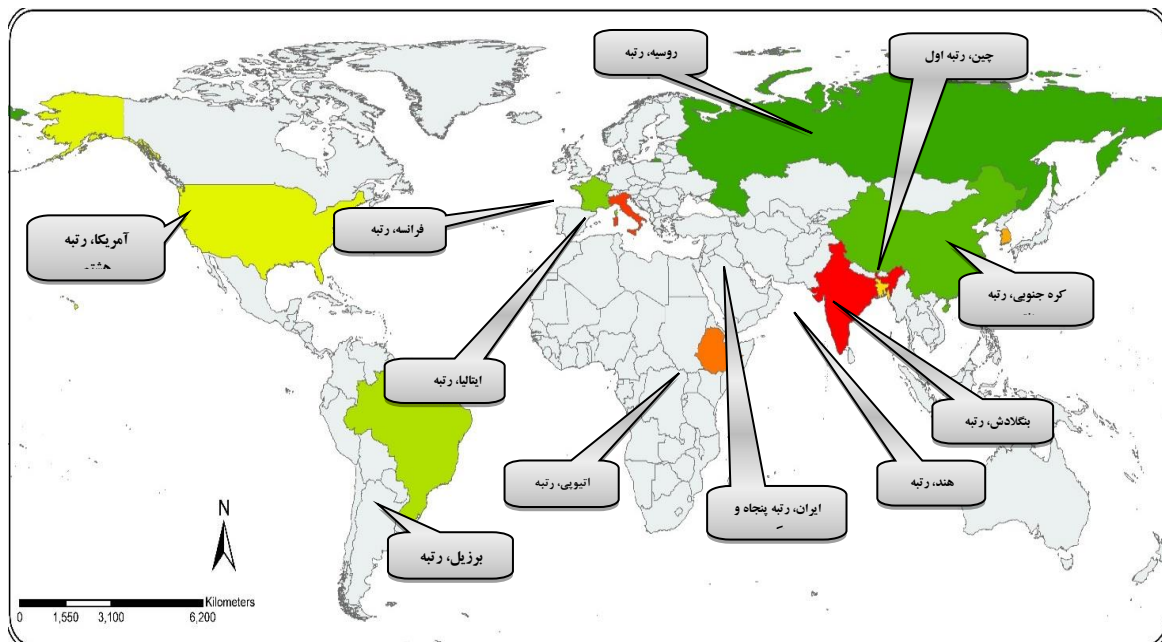 روسیه، رتبه
چین، رتبه اول
آمریکا، رتبه
فرانسه، رتبه
کره جنوبی، رتبه
ایتالیا، رتبه
بنگلادش، رتبه
اتیوپی، رتبه
هند، رتبه
ایران، رتبه پنجاه و
برزیل، رتبه
N
Kilometers
0 1,550 3,100 6,200